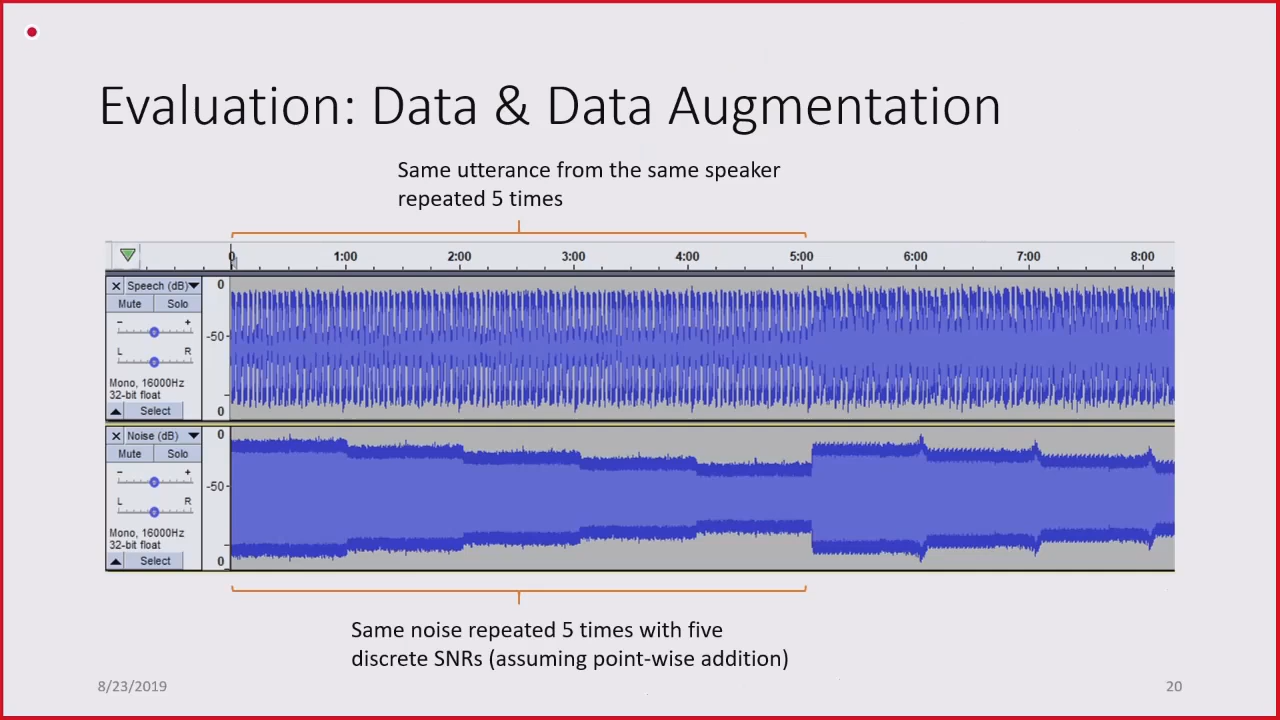 Evaluation: Data & Data Augmentation
Same utterance from the same speaker
repeated 5 times
0 1:00 2:00 3:00 4:00 5:00 6:00 7:00 8:00
Speech (dB)
Mute Solo
- +
L R
Mono, 16000Hz
32-bit float
Select
0
-50
0
Noise (dB)
Mute Solo
- +
L R
Mono, 16000Hz
32-bit float
Select
0
-50
0
Same noise repeated 5 times with five
discrete SNRs (assuming point-wise addition)
8/23/2019
20